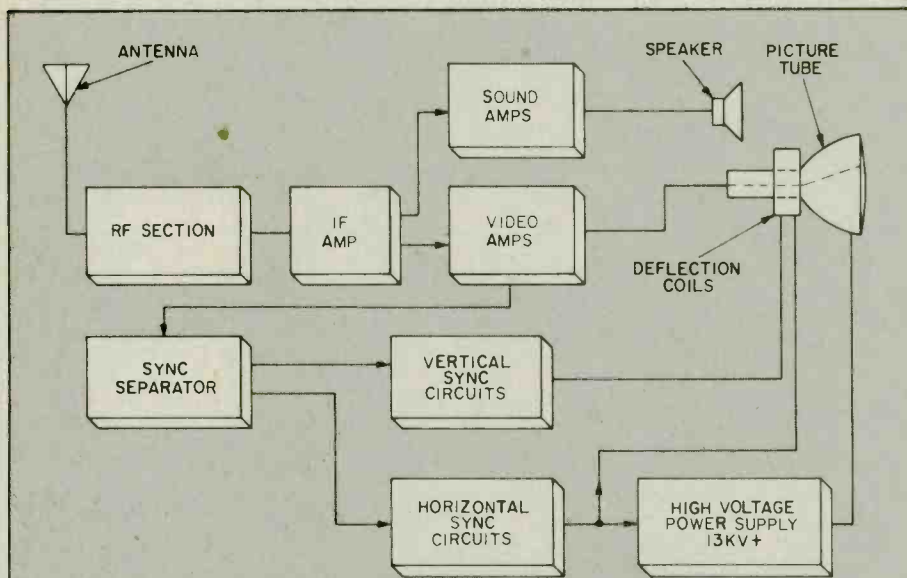 ANTENNA
SPEAKER
PICTURE
TUBE
SOUND
AMPS
RF SECTION
IF
AMP
VIDEO
AMPS
DEFLECTION
COILS
SYNC
SEPARATOR
VERTICAL
SYNC
CIRCUITS
HORIZONTAL
SYNC
CIRCUITS
HIGH VOLTAGE
POWER SUPPLY
13KV+